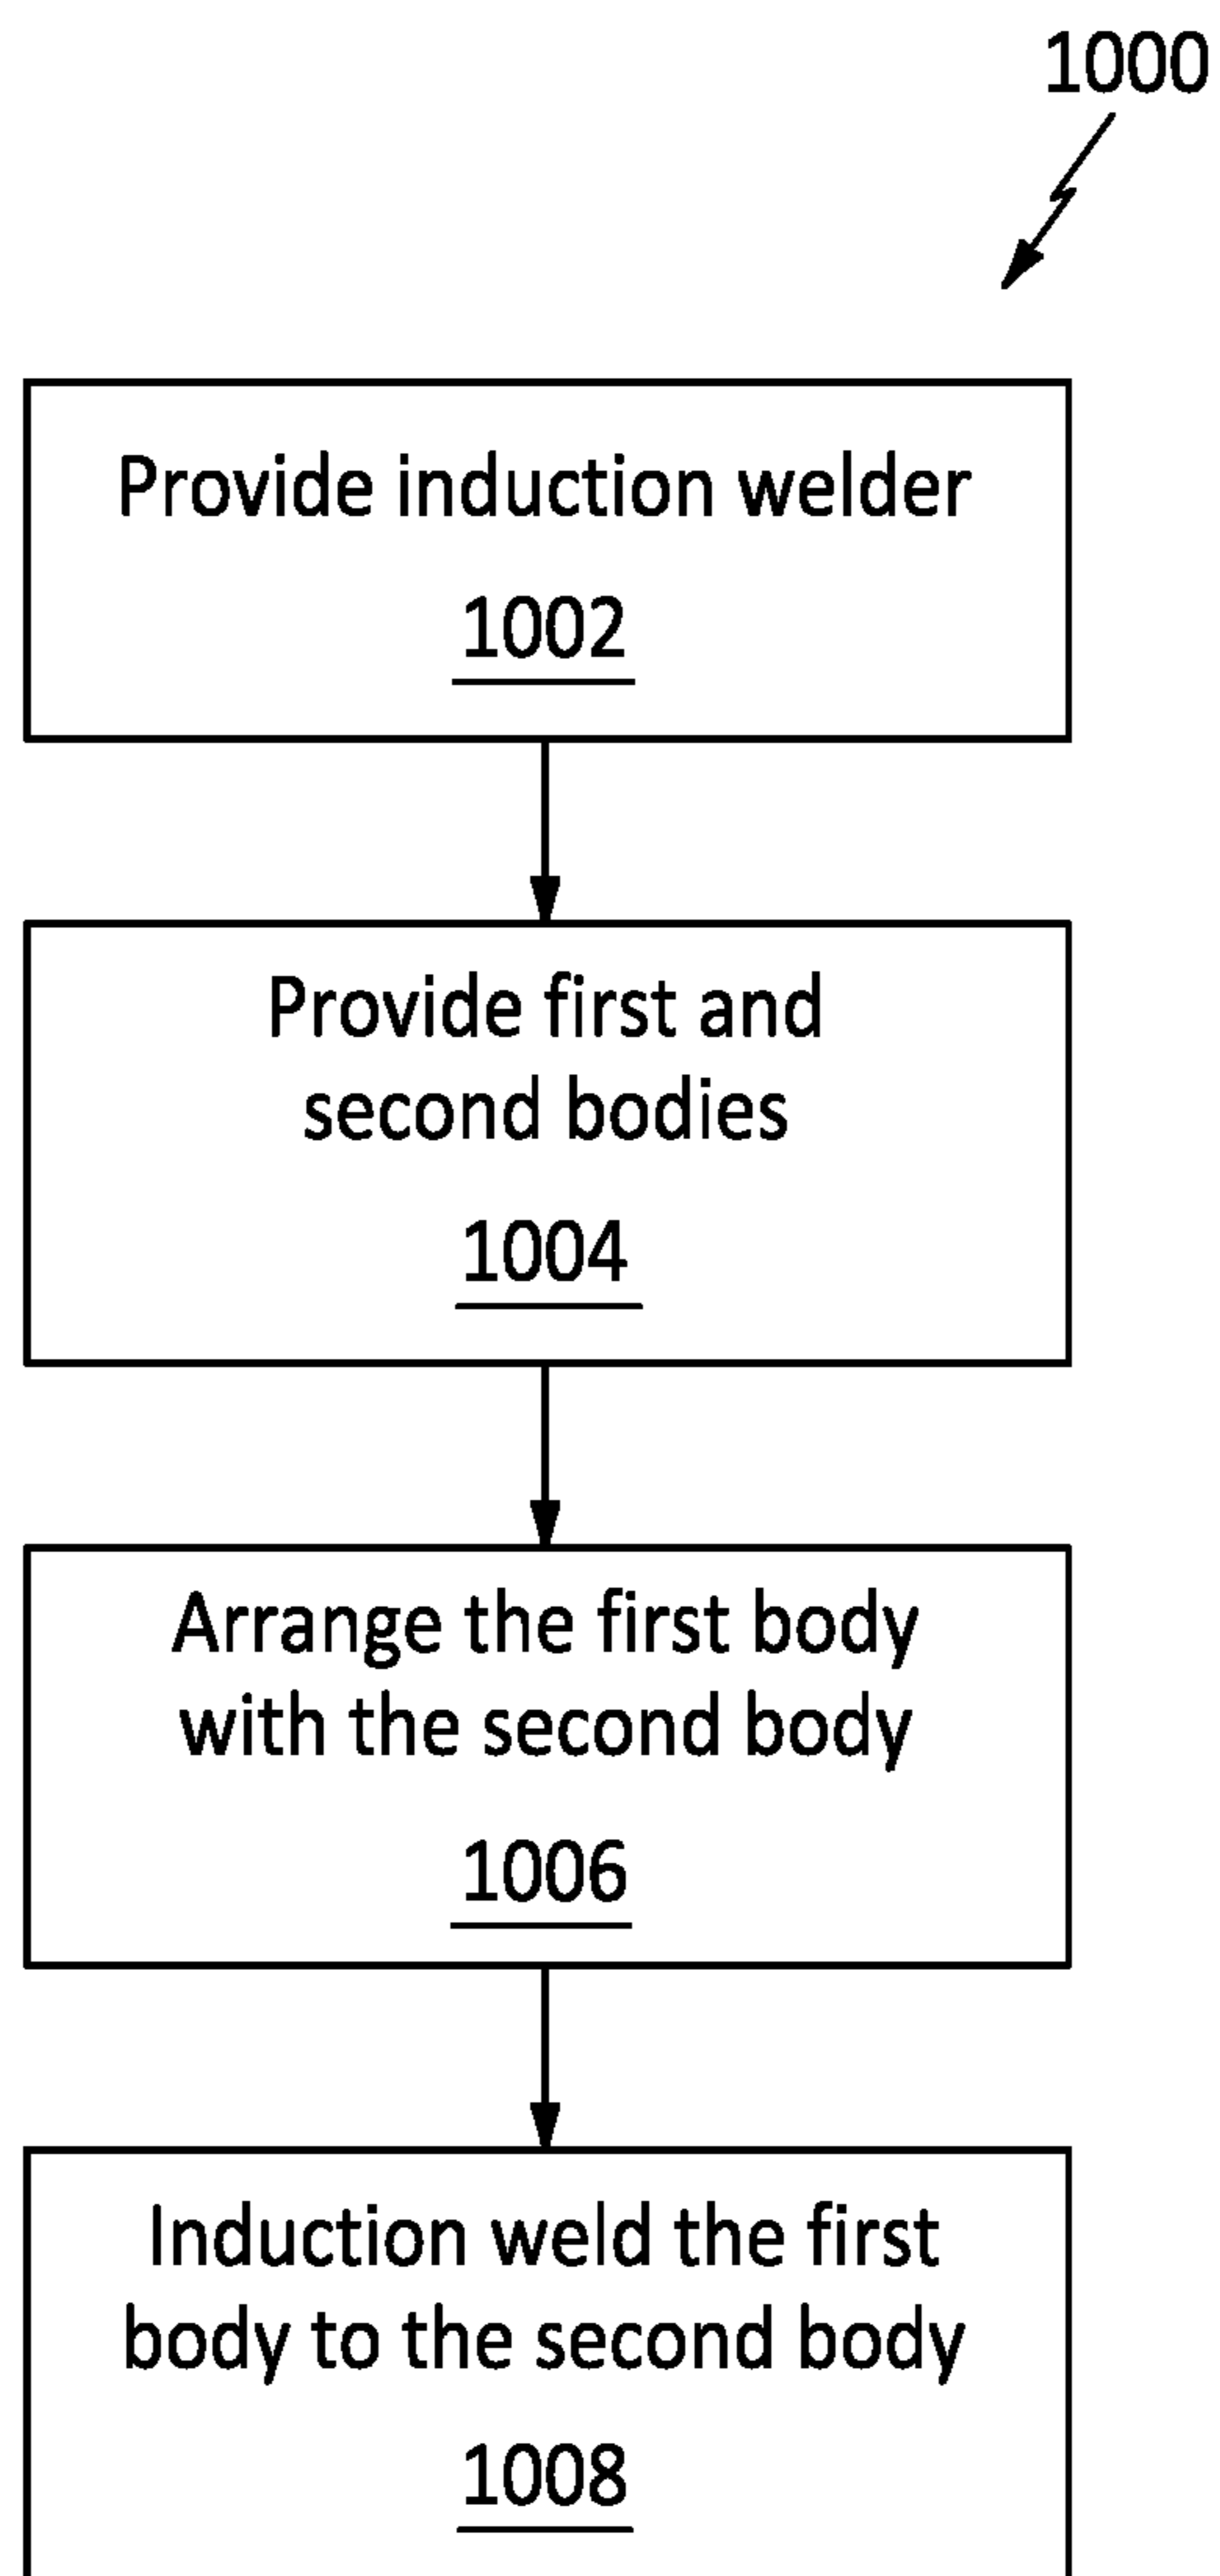 1000
Provide induction welder
1002
Provide first and
second bodies
1004
Arrange the first body
with the second body
1006
Induction weld the first
body to the second body
1008